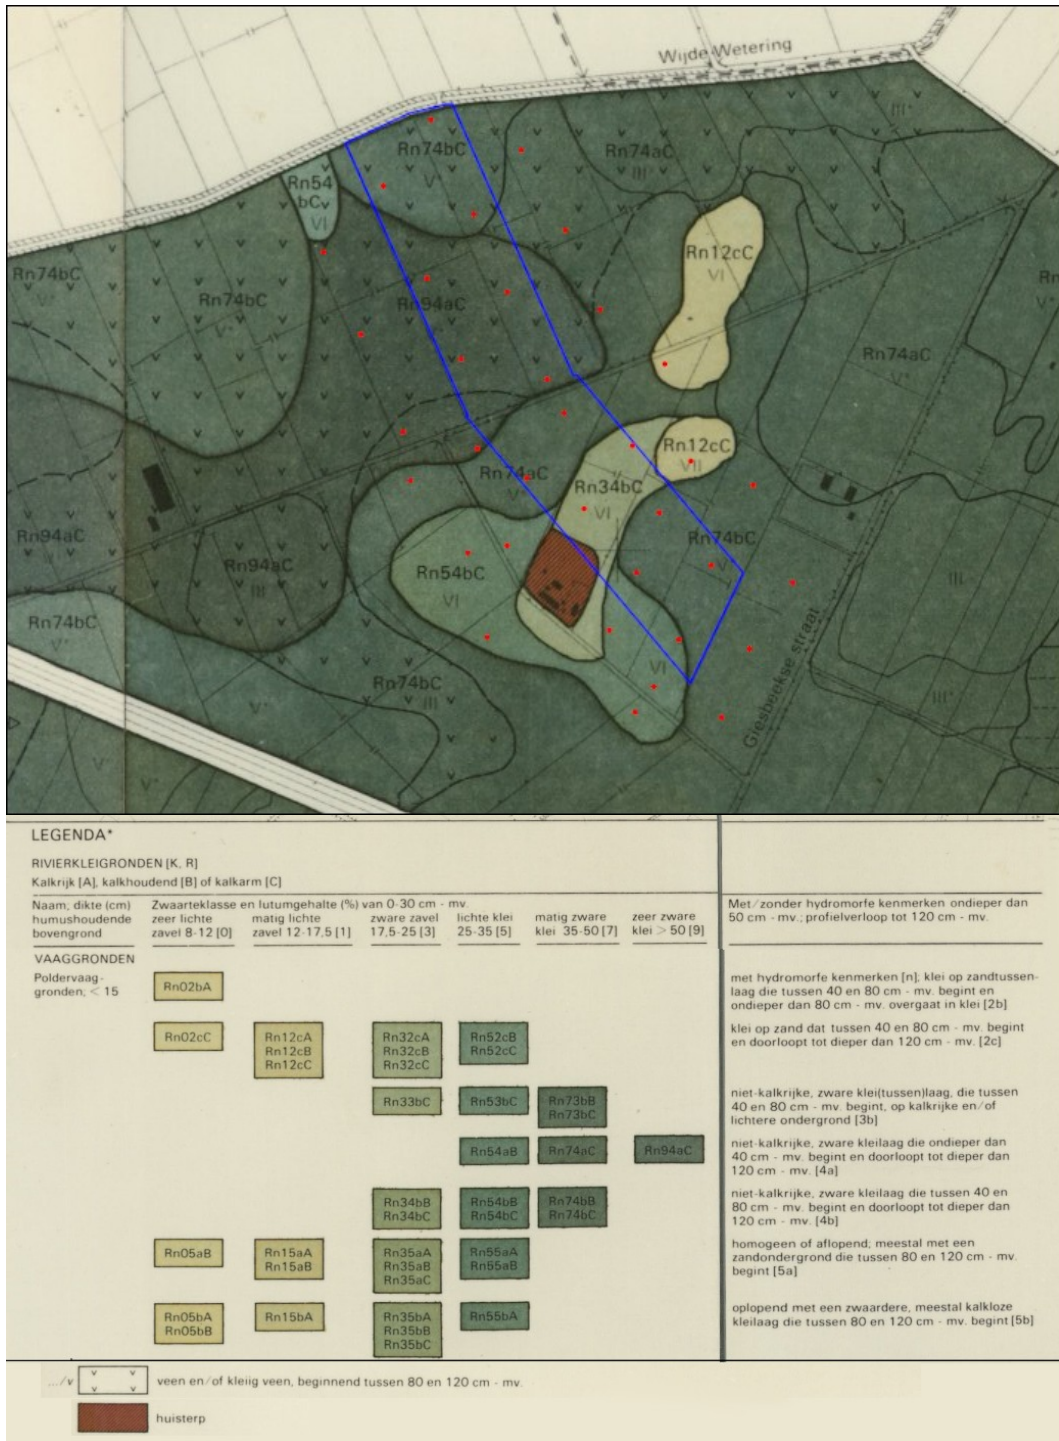 Wijde Wetering
Rn74bC
V*
Rn74aC
III*
III*
Rn54
bC
VI
Rn12cC
VI
Rn74bC
V*
Rn74bC
V*
Rn94aC
Rn74aC
V*
Rn12cC
VII
Rn74aC
V*
Rn34bC
VI
Rn94aC
V*
Rn94aC
III
Rn54bC
VI
Rn74bC
III
Rn74bC
V*
Rn74bC
III
VI
V*
V*
V*
III*
Giesbeekse straat
LEGENDA*
RIVIERKLEIGRONDEN [K, R]
Kalkrijk [A], kalkhoudend [B] of kalkarm [C]
Naam; dikte (cm) humushoudende bovengrond
Zwaarteklasse en lutumgehalte (%) van 0-30 cm - mv.
zeer lichte zavel 8-12 [0]
matig lichte zavel 12-17,5 [1]
zware zavel 17,5-25 [3]
lichte klei 25-35 [5]
matig zware klei 35-50 [7]
zeer zware klei > 50 [9]
Met/zonder hydromorfe kenmerken ondieper dan
50 cm - mv.; profielverloop tot 120 cm - mv.
VAAGGRONDEN
Poldervaag-
gronden; < 15
Rn02bA
met hydromorfe kenmerken [n]; klei op zandtussen-
laag die tussen 40 en 80 cm - mv. begint en
ondieper dan 80 cm - mv. overgaat in klei [2b]
Rn02cC
Rn12cA
Rn12cB
Rn12cC
Rn32cA
Rn32cB
Rn32cC
Rn52cB
Rn52cC
klei op zand dat tussen 40 en 80 cm - mv. begint
en doorloopt tot dieper dan 120 cm - mv. [2c]
Rn33bC
Rn53bC
Rn73bB
Rn73bC
niet-kalkrijke, zware klei(tussen)laag, die tussen
40 en 80 cm - mv. begint, op kalkrijke en/of
lichtere ondergrond [3b]
Rn54aB
Rn74aC
Rn94aC
niet-kalkrijke, zware kleilaag die ondieper dan
40 cm - mv. begint en doorloopt tot dieper dan
120 cm - mv. [4a]
Rn34bB
Rn34bC
Rn54bB
Rn54bC
Rn74bB
Rn74bC
niet-kalkrijke, zware kleilaag die tussen 40 en
80 cm - mv. begint en doorloopt tot dieper dan
120 cm - mv. [4b]
Rn05aB
Rn15aA
Rn15aB
Rn35aA
Rn35aB
Rn35aC
Rn55aA
Rn55aB
homogeen of aflopend; meestal met een
zandondergrond die tussen 80 en 120 cm - mv.
begint [5a]
Rn05bA
Rn05bB
Rn15bA
Rn35bA
Rn35bB
Rn35bC
Rn55bA
oplopend met een zwaardere, meestal kalkloze
kleilaag die tussen 80 en 120 cm - mv. begint [5b]
.../v
veen en/of kleiig veen, beginnend tussen 80 en 120 cm - mv.
huisterp